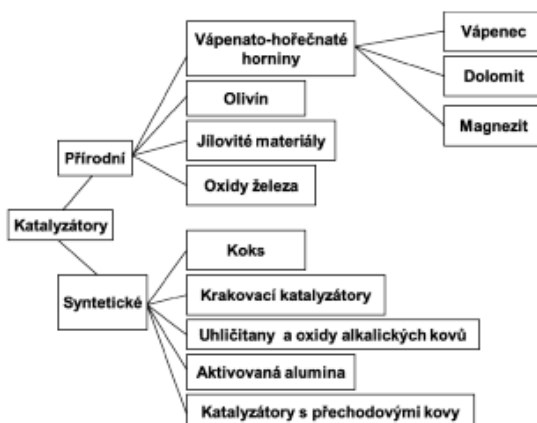 Vápenato-hořečnaté
horniny
Vápenec
Dolomit
Magnezit
Olivín
Jílovité materiály
Oxidy železa
Přírodní
Katalyzátory
Syntetické
Koks
Krakovací katalyzátory
Uhličitany a oxidy alkalických kovů
Aktivovaná alumina
Katalyzátory s přechodovými kovy